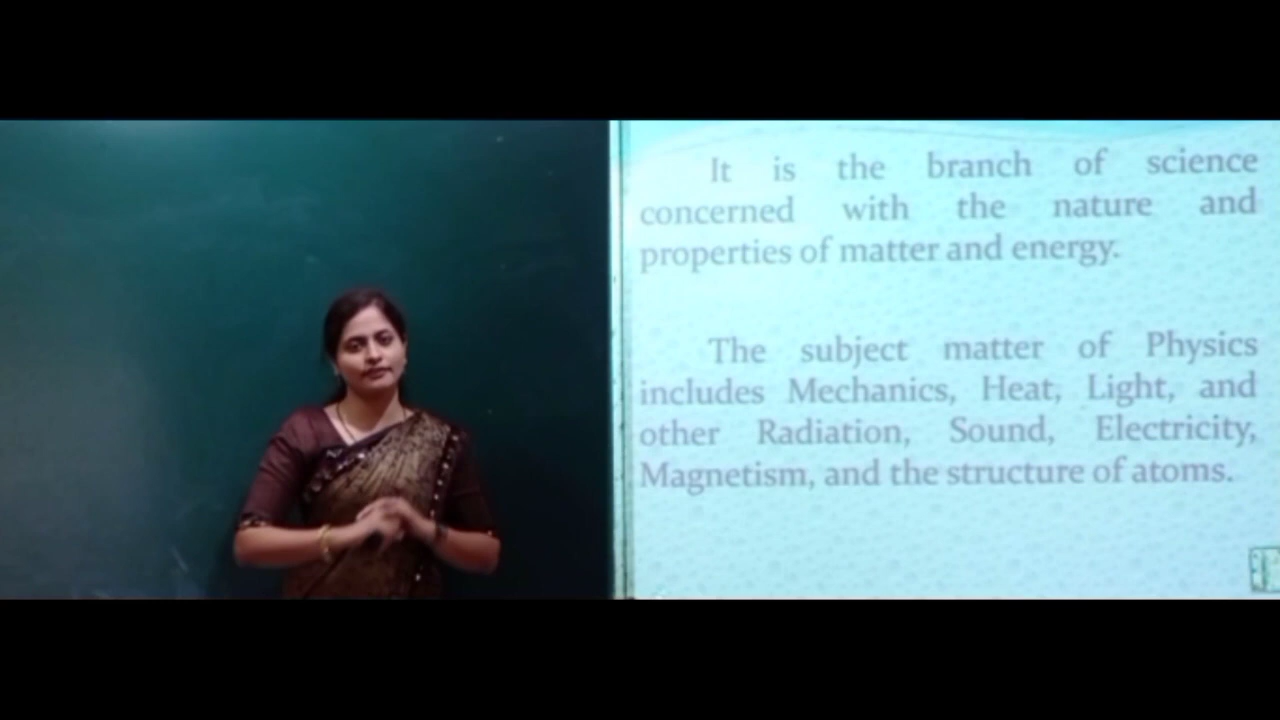 It is the branch of science
concerned with the nature and
properties of matter and energy.
The subject matter of Physics
includes Mechanics, Heat, Light, and
other Radiation, Sound, Electricity,
Magnetism, and the structure of atoms.